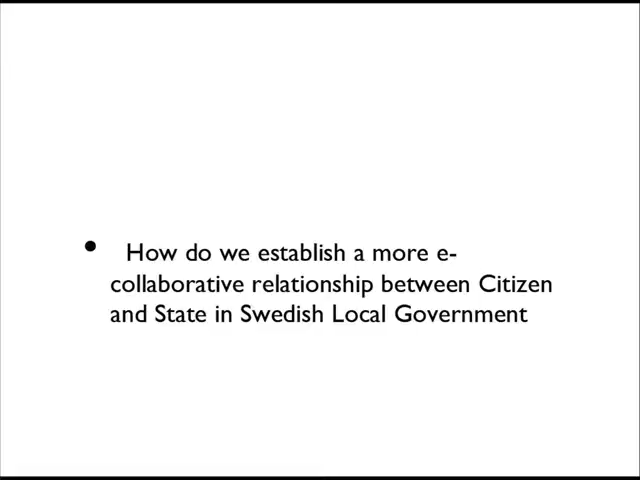 • How do we establish a more e-
collaborative relationship between Citizen
and State in Swedish Local Government